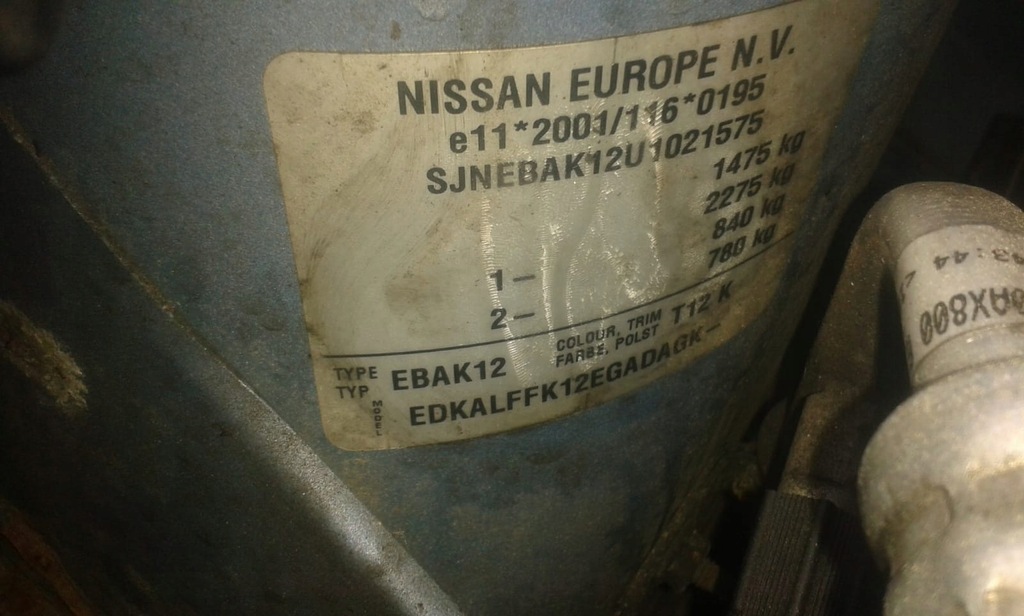 NISSAN EUROPE N.V.
e11*2001/116*0195
SJNEBAK12U1021575
1475 kg
2275 kg
1- 840 kg
2- 780 kg
TYPE TYP EBAK12 COLOUR, TRIM FARBE, POLST T12 K
MODEL EDKALFFK12EGADAGK-
AX800